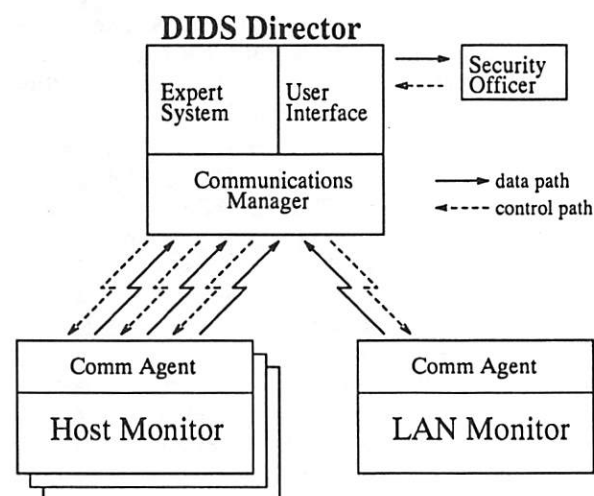 DIDS Director
Expert
System
User
Interface
Security
Officer
Communications
Manager
data path
control path
Comm Agent
Host Monitor
Comm Agent
LAN Monitor